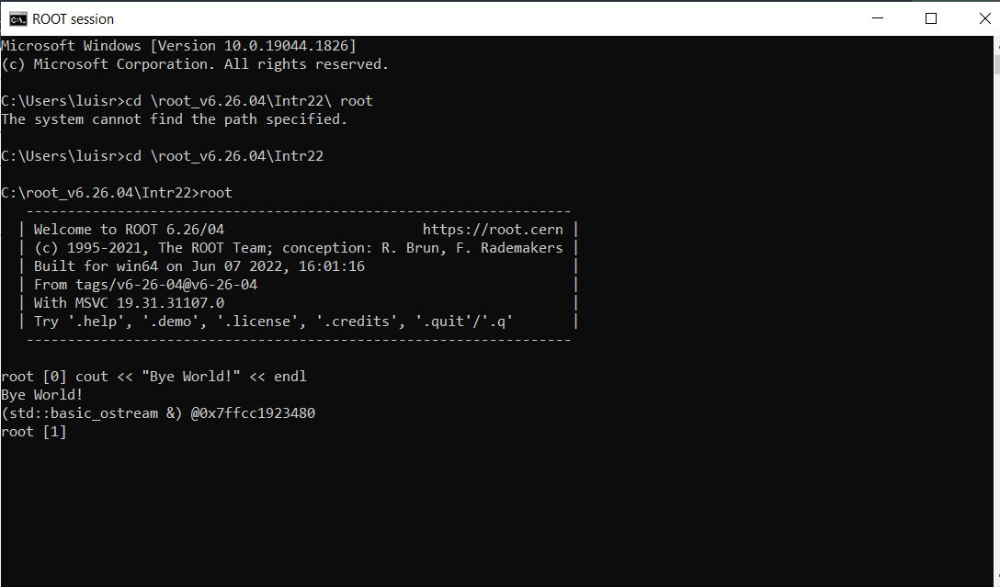 ROOT session
Microsoft Windows [Version 10.0.19044.1826]
(c) Microsoft Corporation. All rights reserved.
C:\Users\luisr>cd \root_v6.26.04\Intr22\ root
The system cannot find the path specified.
C:\Users\luisr>cd \root_v6.26.04\Intr22
C:\root_v6.26.04\Intr22>root
------------------------------------------------------------------
| Welcome to ROOT 6.26/04                        https://root.cern |
| (c) 1995-2021, The ROOT Team; conception: R. Brun, F. Rademakers |
| Built for win64 on Jun 07 2022, 16:01:16                         |
| From tags/v6-26-04@v6-26-04                                      |
| With MSVC 19.31.31107.0                                          |
| Try '.help', '.demo', '.license', '.credits', '.quit'/'.q'       |
------------------------------------------------------------------
root [0] cout << "Bye World!" << endl
Bye World!
(std::basic_ostream &) @0x7ffcc1923480
root [1]